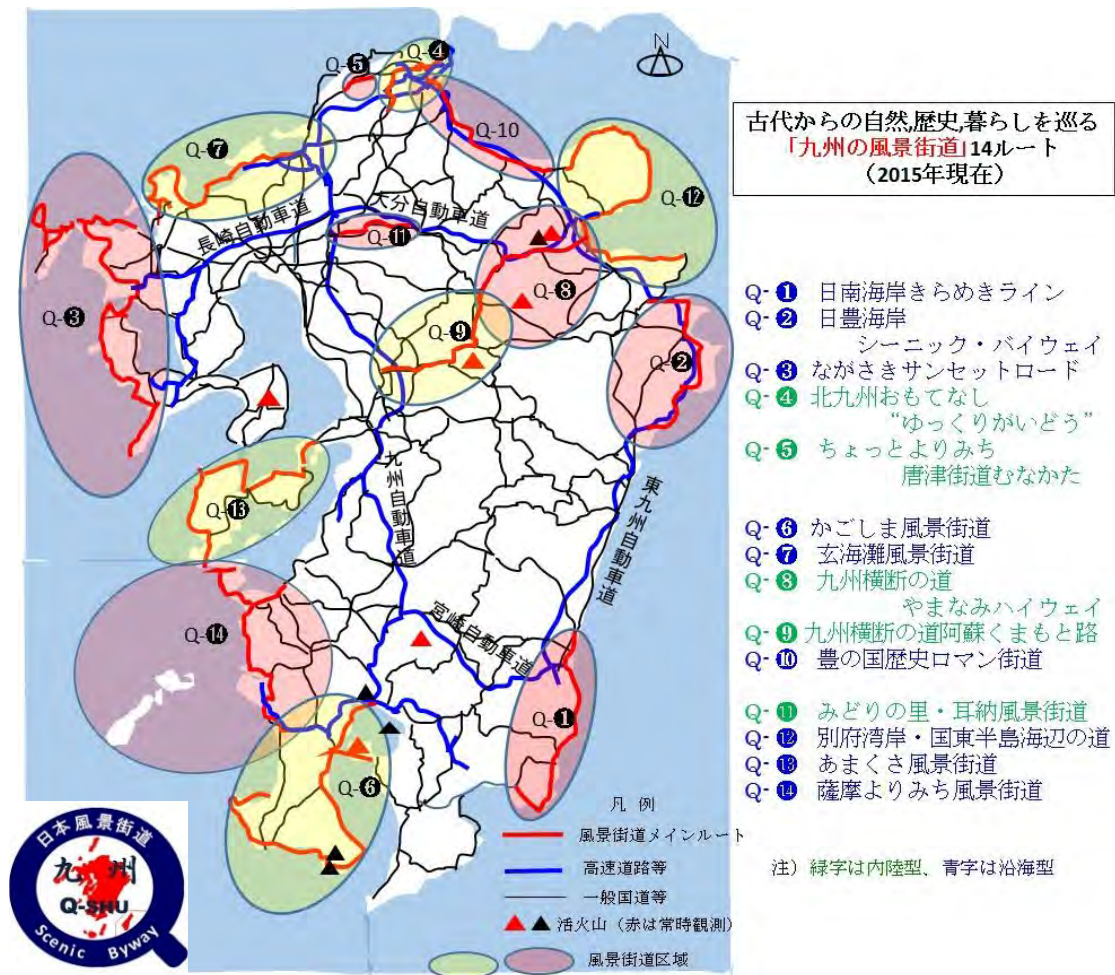 古代からの自然,歴史,暮らしを巡る
「九州の風景街道」14ルート
(2015年現在)
N
Q-❹
Q-❺
Q-10
Q-❼
Q-⓬
大分自動車道
長崎自動車道
Q-⓫
Q-❽
Q-❸
Q-❾
Q-❷
九州自動車道
東九州自動車道
Q-⓭
宮崎自動車道
Q-⓮
Q-❶
Q-❻
Q-❶ 日南海岸きらめきライン
Q-❷ 日豊海岸
シーニック・バイウェイ
Q-❸ ながさきサンセットロード
Q-❹ 北九州おもてなし
“ゆっくりがいどう”
Q-❺ ちょっとよりみち
唐津街道むなかた
Q-❻ かごしま風景街道
Q-❼ 玄海灘風景街道
Q-❽ 九州横断の道
やまなみハイウェイ
Q-❾ 九州横断の道阿蘇くまもと路
Q-❿ 豊の国歴史ロマン街道
Q-⓫ みどりの里・耳納風景街道
Q-⓬ 別府湾岸・国東半島海辺の道
Q-⓭ あまくさ風景街道
Q-⓮ 薩摩よりみち風景街道
注) 緑字は内陸型、青字は沿海型
凡 例
風景街道メインルート
高速道路等
一般国道等
活火山(赤は常時観測)
風景街道区域
日本風景街道
九州
Q-SHU
Scenic Byway